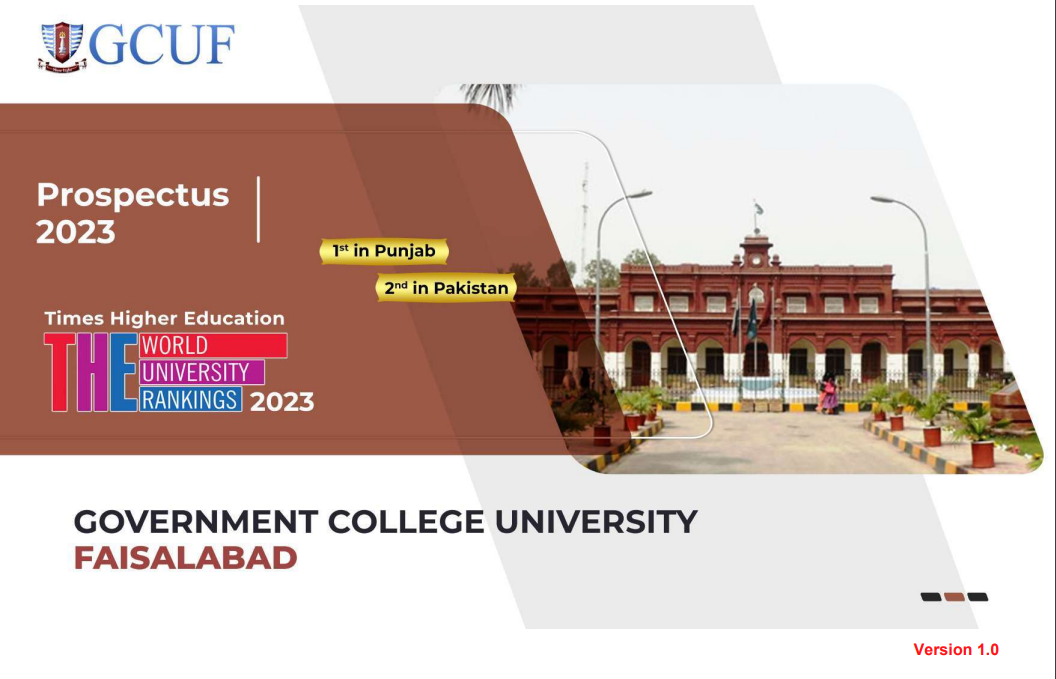 GCUF
Prospectus
2023
1st in Punjab
2nd in Pakistan
Times Higher Education
THE WORLD
UNIVERSITY
RANKINGS 2023
GOVERNMENT COLLEGE UNIVERSITY
FAISALABAD
Version 1.0